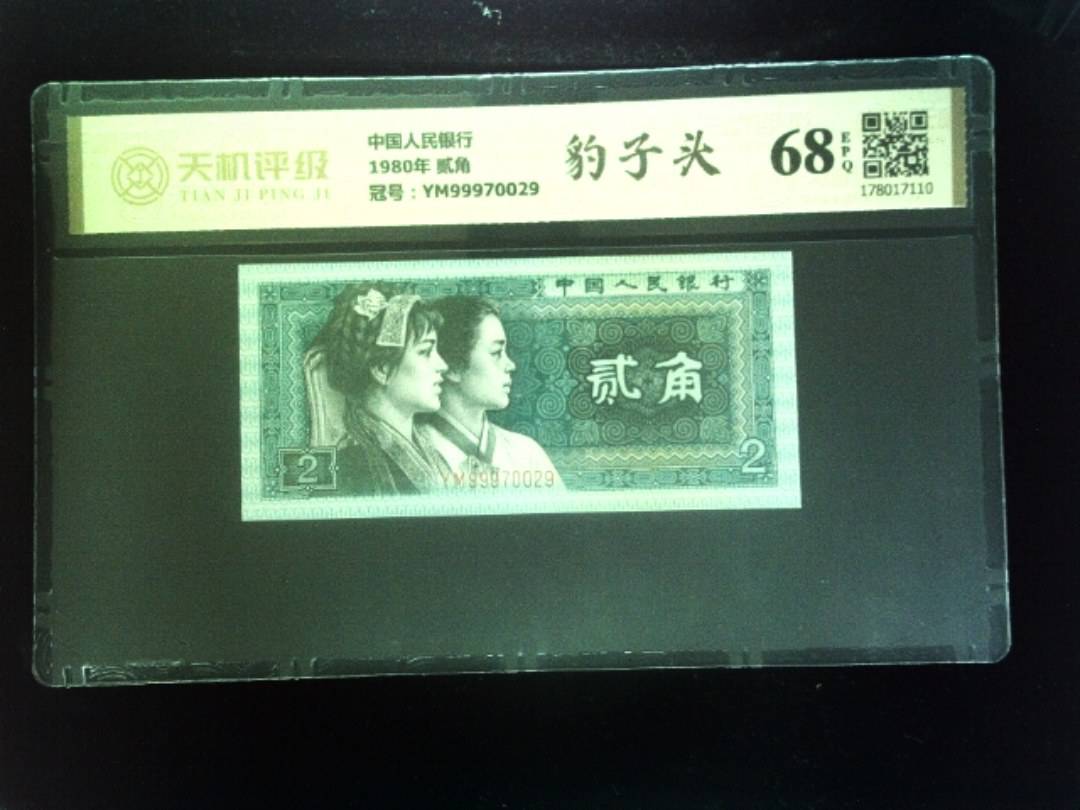 天机评级
TIAN JI PING JI
中国人民银行
1980年 贰角
冠号：YM99970029
豹子头
68
EPQ
178017110
中国人民银行
贰角
2
2
YM99970029